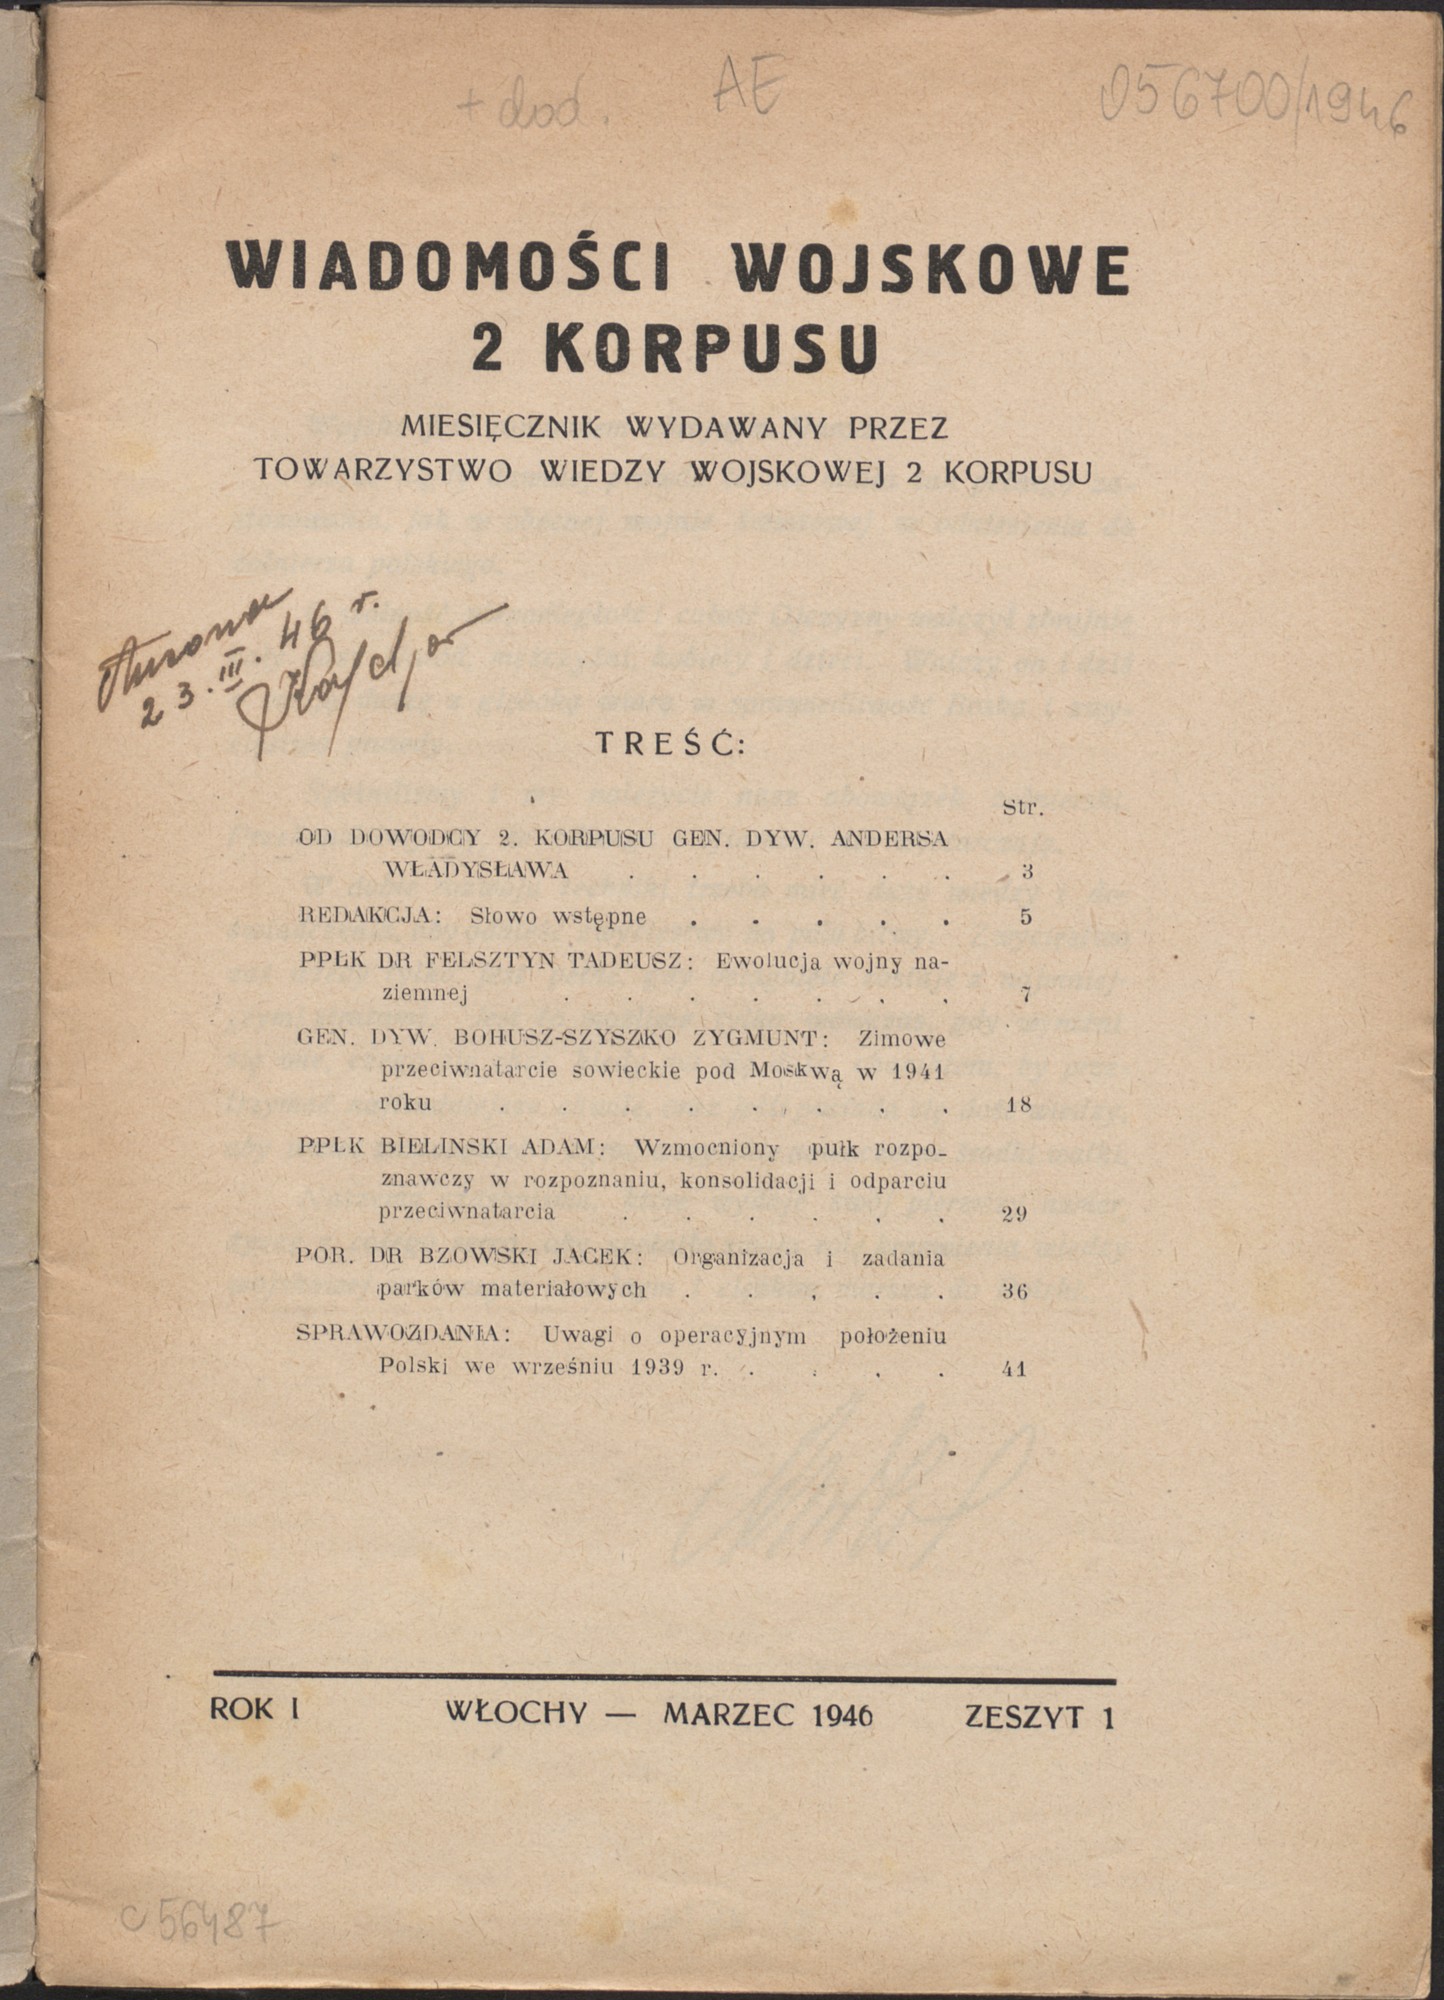 + dod. AE 056700/1946
WIADOMOŚCI WOJSKOWE
2 KORPUSU
MIESIĘCZNIK WYDAWANY PRZEZ
TOWARZYSTWO WIEDZY WOJSKOWEJ 2 KORPUSU
23.III.46 r.
TREŚĆ:
Str.
OD DOWODCY 2. KORPUSU GEN. DYW. ANDERSA
WŁADYSŁAWA . . . . . . 3
REDAKCJA: Słowo wstępne . . . . . 5
PPŁK DR FELSZTYN TADEUSZ: Ewolucja wojny na-
ziemnej . . . . . . . 7
GEN. DYW. BOHUSZ-SZYSZKO ZYGMUNT: Zimowe
przeciwnatarcie sowieckie pod Moskwą w 1941
roku . . . . . . . . 18
PPŁK BIELINSKI ADAM: Wzmocniony pułk rozpo-
znawczy w rozpoznaniu, konsolidacji i odparciu
przeciwnatarcia . . . . . . 29
POR. DR BZOWSKI JACEK: Organizacja i zadania
parków materiałowych . . . . . 36
SPRAWOZDANIA: Uwagi o operacyjnym położeniu
Polski we wrześniu 1939 r. . . . . 41
ROK I WŁOCHY — MARZEC 1946 ZESZYT 1
C 56487